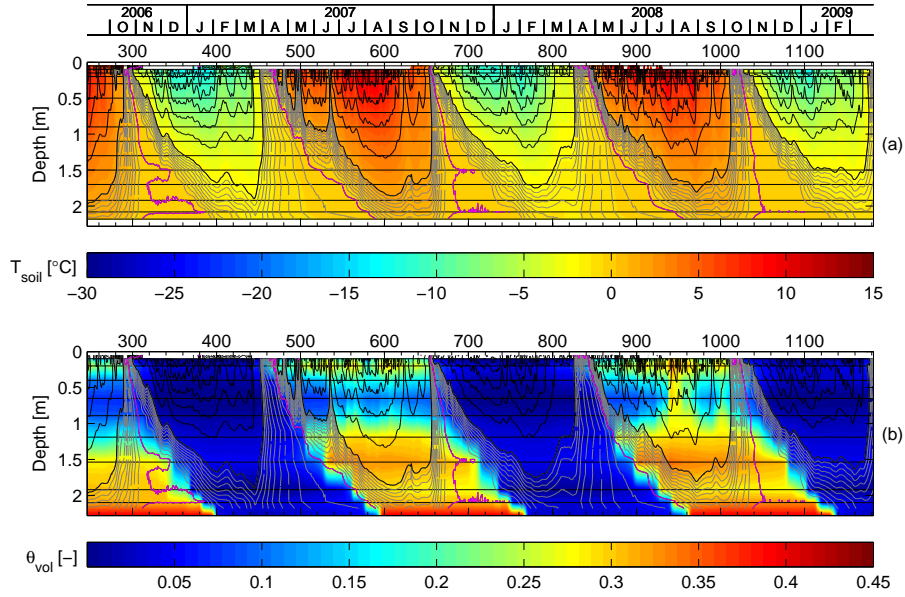 2006 2007 2008 2009
O N D J F M A M J J A S O N D J F M A M J J A S O N D J F
300 400 500 600 700 800 900 1000 1100
0
0.5
1
1.5
2
Depth [m]
(a)
T_soil [°C]
−30 −25 −20 −15 −10 −5 0 5 10 15
300 400 500 600 700 800 900 1000 1100
0
0.5
1
1.5
2
Depth [m]
(b)
θ_vol [−]
0.05 0.1 0.15 0.2 0.25 0.3 0.35 0.4 0.45